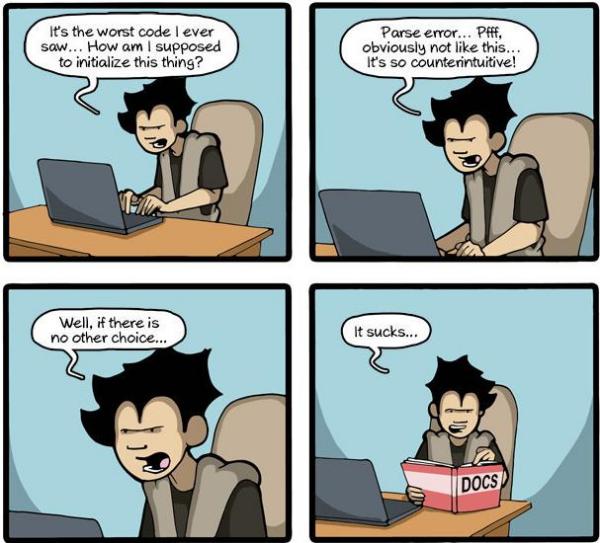 It's the worst code I ever
saw... How am I supposed
to initialize this thing?
Parse error... Pfff,
obviously not like this...
It's so counterintuitive!
Well, if there is
no other choice...
It sucks...
DOCS